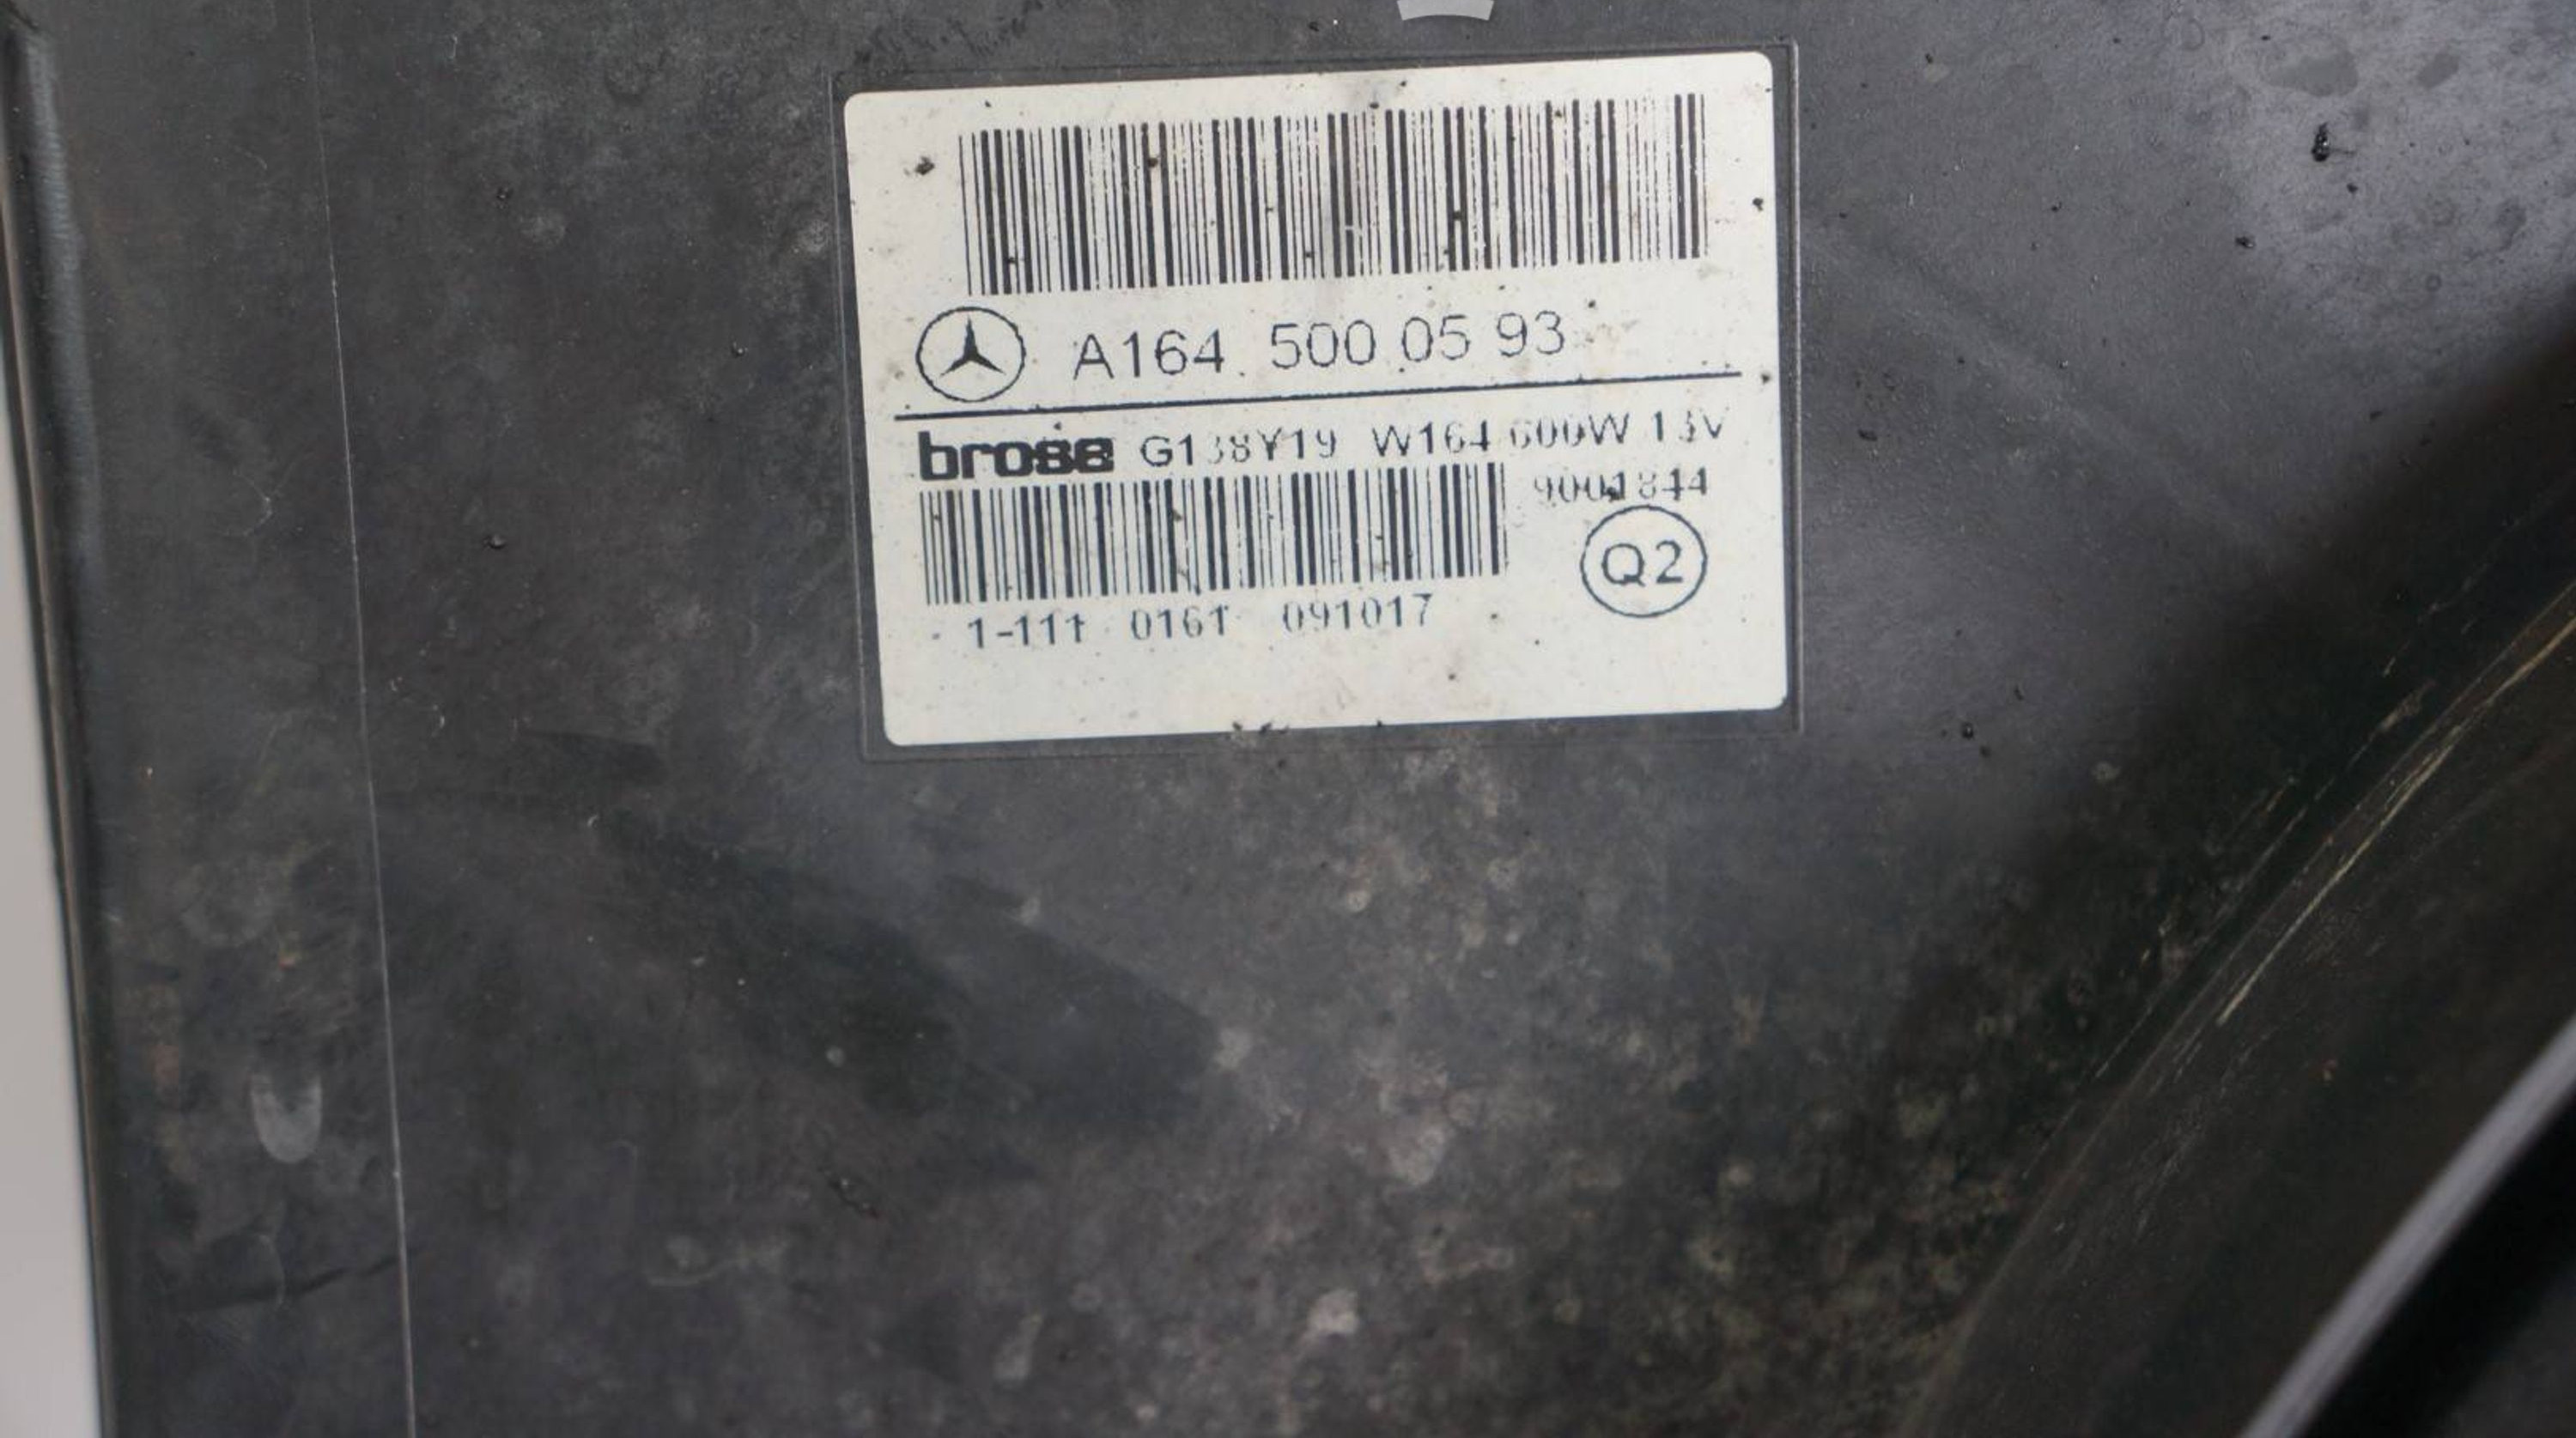 A164 500 05 93
brose G138Y19 W164 600W 13V
9001844
Q2
1-111 0161 091017